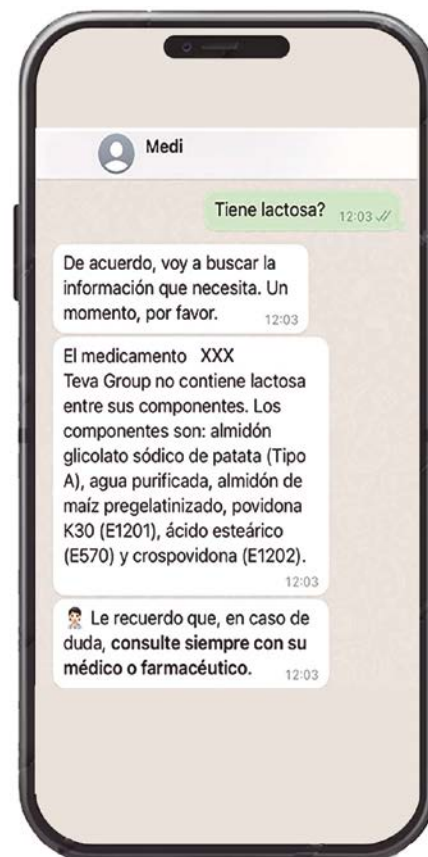 Medi
Tiene lactosa? 12:03
De acuerdo, voy a buscar la
información que necesita. Un
momento, por favor. 12:03
El medicamento XXX
Teva Group no contiene lactosa
entre sus componentes. Los
componentes son: almidón
glicolato sódico de patata (Tipo
A), agua purificada, almidón de
maíz pregelatinizado, povidona
K30 (E1201), ácido esteárico
(E570) y crospovidona (E1202).
12:03
Le recuerdo que, en caso de
duda, consulte siempre con su
médico o farmacéutico. 12:03